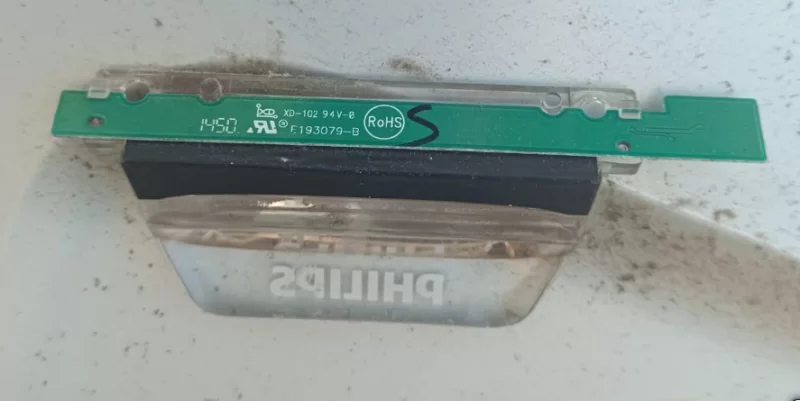 XD-102 94V-0
1450 E193079-B
RoHS S
PHILIPS